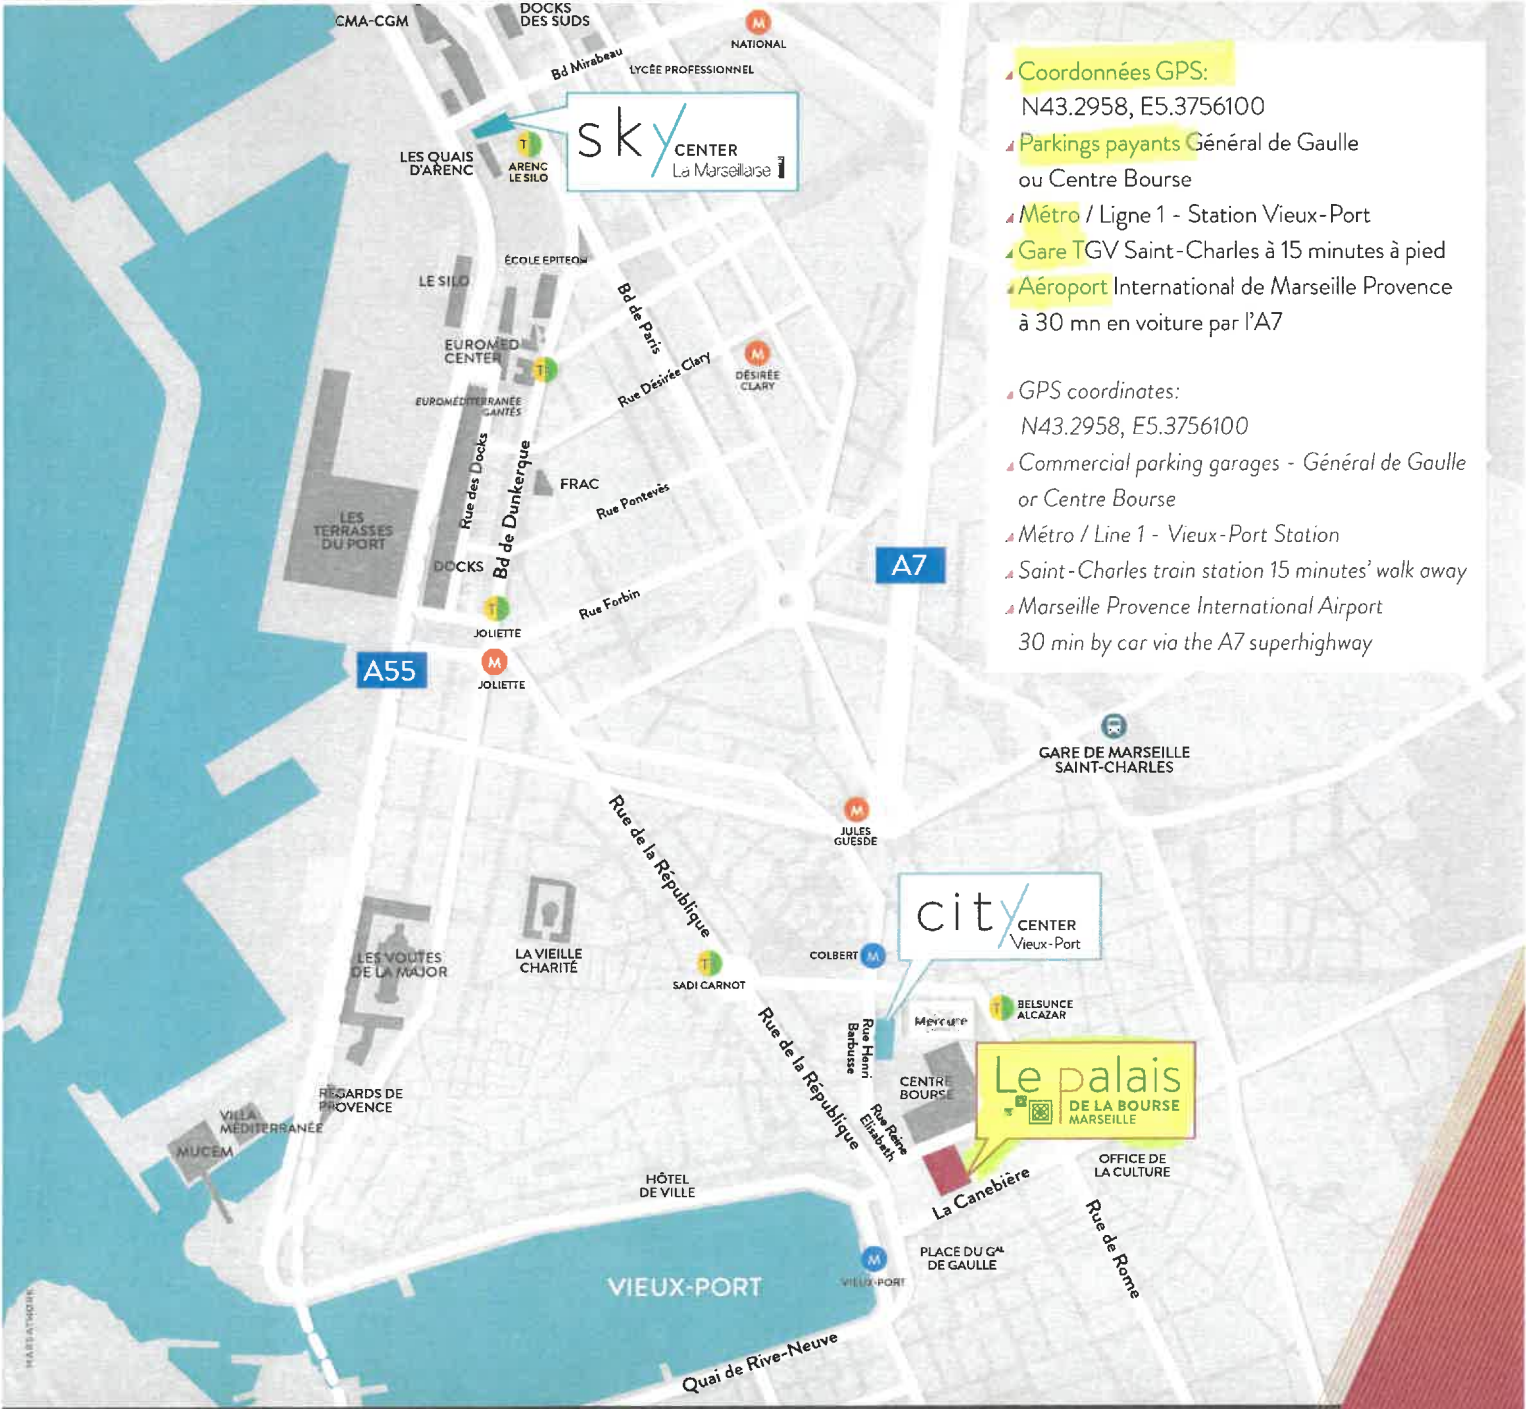 CMA-CGM
DOCKS
DES SUDS
M
NATIONAL
Bd Mirabeau
LYCÉE PROFESSIONNEL
sky CENTER
La Marseillaise
LES QUAIS
D'ARENC
T
ARENC
LE SILO
Coordonnées GPS:
N43.2958, E5.3756100
Parkings payants Général de Gaulle
ou Centre Bourse
Métro / Ligne 1 - Station Vieux-Port
Gare TGV Saint-Charles à 15 minutes à pied
Aéroport International de Marseille Provence
à 30 mn en voiture par l'A7
GPS coordinates:
N43.2958, E5.3756100
Commercial parking garages - Général de Gaulle
or Centre Bourse
Métro / Line 1 - Vieux-Port Station
Saint-Charles train station 15 minutes' walk away
Marseille Provence International Airport
30 min by car via the A7 superhighway
ÉCOLE EPITECH
LE SILO
Bd de Paris
EUROMED
CENTER
T
M
DÉSIRÉE
CLARY
Rue Désirée Clary
EUROMÉDITERRANÉE
GANTÉS
Rue des Docks
Bd de Dunkerque
FRAC
Rue Pontevès
LES
TERRASSES
DU PORT
DOCKS
A7
Rue Forbin
T
JOLIETTE
A55
M
JOLIETTE
GARE DE MARSEILLE
SAINT-CHARLES
M
JULES
GUESDE
Rue de la République
city CENTER
Vieux-Port
LES VOUTES
DE LA MAJOR
LA VIEILLE
CHARITÉ
T
SADI CARNOT
COLBERT M
Mercure
T
BELSUNCE
ALCAZAR
Rue Henri
Barbusse
Rue de la République
CENTRE
BOURSE
Le palais
DE LA BOURSE
MARSEILLE
REGARDS DE
PROVENCE
VILLA
MÉDITERRANÉE
MUCEM
Rue Reine
Elisabeth
OFFICE DE
LA CULTURE
La Canebière
HÔTEL
DE VILLE
Rue de Rome
PLACE DU GAL
DE GAULLE
M
VIEUX-PORT
VIEUX-PORT
Quai de Rive-Neuve